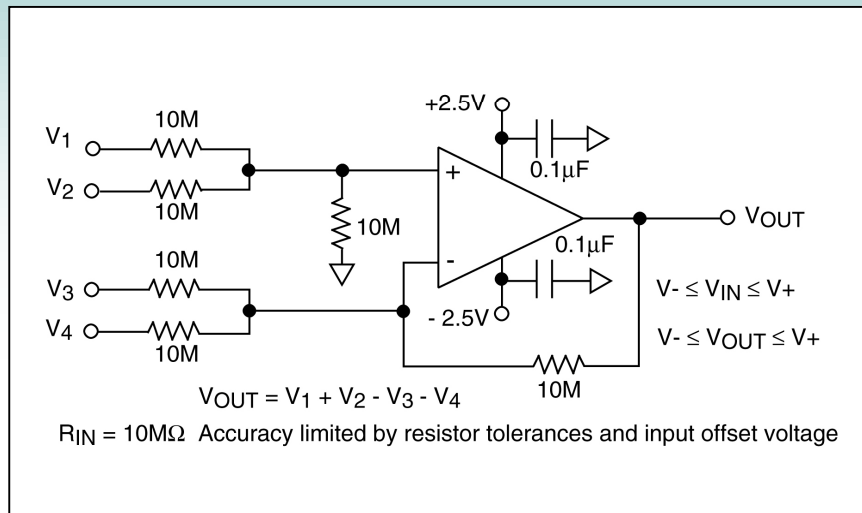 +2.5V
10M
V1
0.1µF
V2
+
10M
10M
VOUT
-
0.1µF
10M
V3
V- ≤ VIN ≤ V+
- 2.5V
V4
V- ≤ VOUT ≤ V+
10M
10M
VOUT = V1 + V2 - V3 - V4
RIN = 10MΩ Accuracy limited by resistor tolerances and input offset voltage